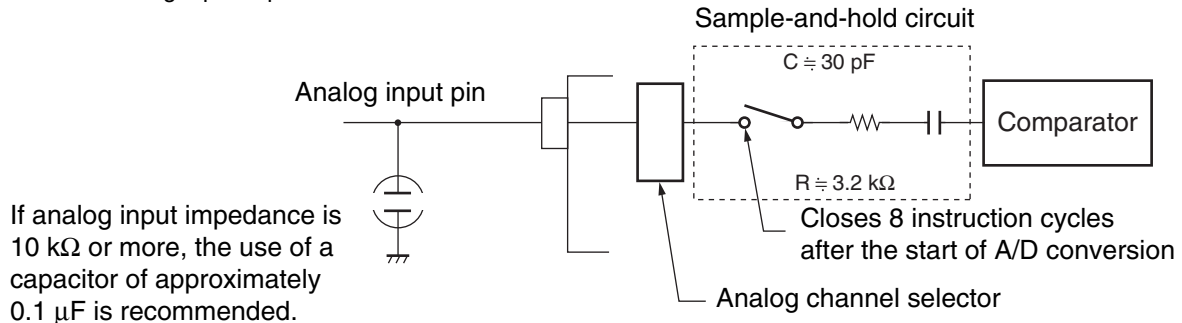 Sample-and-hold circuit
C ≒ 30 pF
Analog input pin
Comparator
R ≒ 3.2 kΩ
If analog input impedance is
10 kΩ or more, the use of a
capacitor of approximately
0.1 μF is recommended.
Closes 8 instruction cycles
after the start of A/D conversion
Analog channel selector